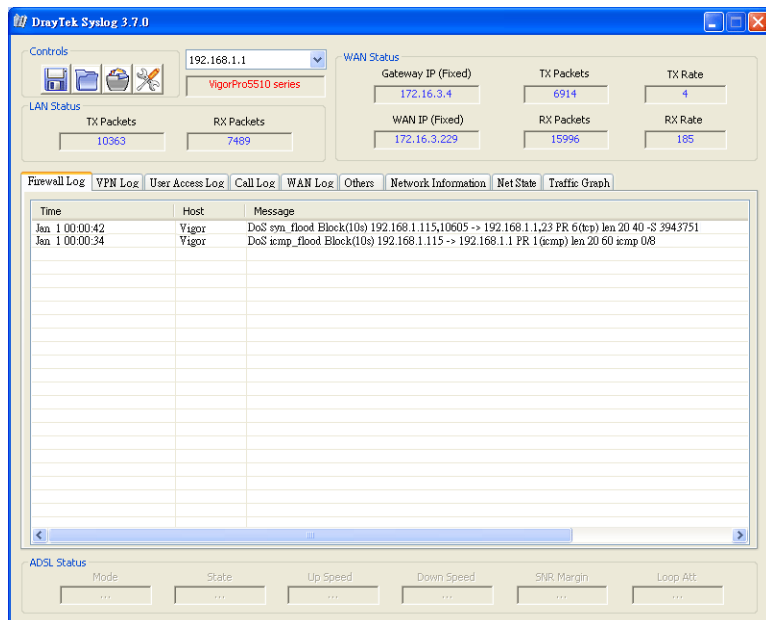 DrayTek Syslog 3.7.0
Controls
192.168.1.1
VigorPro5510 series
WAN Status
Gateway IP (Fixed) TX Packets TX Rate
172.16.3.4 6914 4
WAN IP (Fixed) RX Packets RX Rate
172.16.3.229 15996 185
LAN Status
TX Packets RX Packets
10363 7489
Firewall Log VPN Log User Access Log Call Log WAN Log Others Network Information Net State Traffic Graph
Time Host Message
Jan 1 00:00:42 Vigor DoS syn_flood Block(10s) 192.168.1.115,10605 -> 192.168.1.1,23 PR 6(tcp) len 20 40 -S 3943751
Jan 1 00:00:34 Vigor DoS icmp_flood Block(10s) 192.168.1.115 -> 192.168.1.1 PR 1(icmp) len 20 60 icmp 0/8
ADSL Status
Mode State Up Speed Down Speed SNR Margin Loop Att
... ... ... ... ... ...